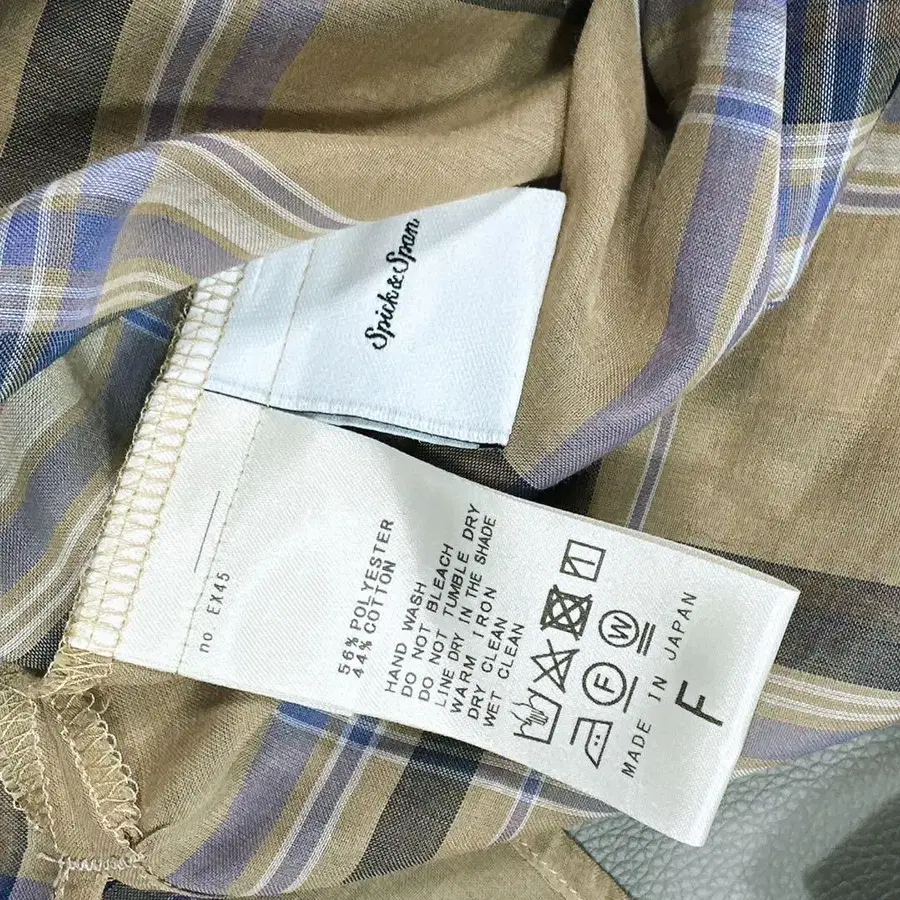 Spick & Span
no. EX45
56% POLYESTER
44% COTTON
HAND WASH
DO NOT BLEACH
DO NOT TUMBLE DRY
LINE DRY IN THE SHADE
WARM IRON
DRY CLEAN
WET CLEAN
F
W
MADE IN JAPAN
F